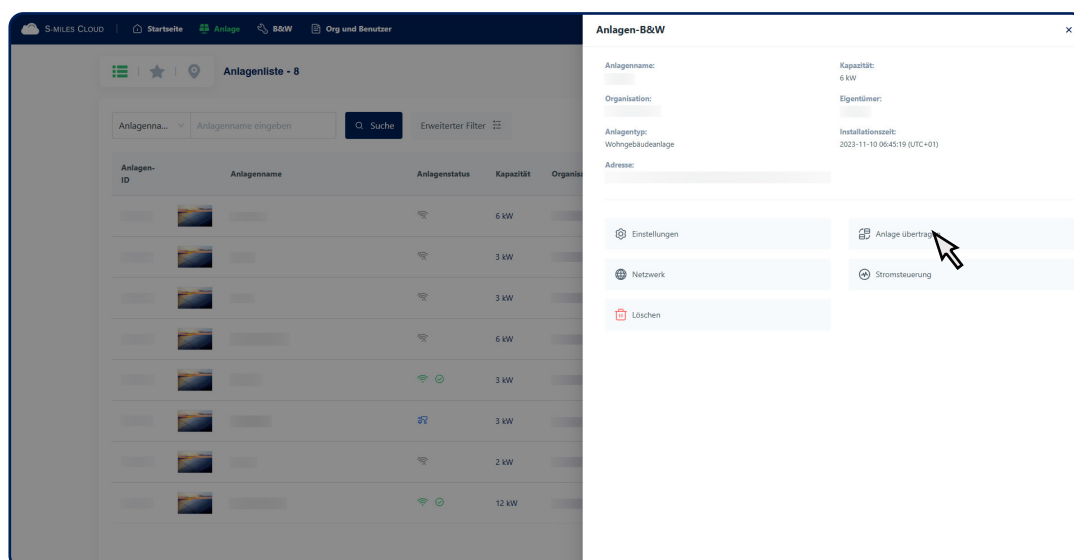 S-MILES CLOUD
Startseite
Anlage
B&W
Org und Benutzer
Anlagenliste - 8
Anlagenna...
Anlagenname eingeben
Suche
Erweiterter Filter
Anlagen-
ID
Anlagenname
Anlagenstatus
Kapazität
6 kW
3 kW
3 kW
6 kW
3 kW
3 kW
2 kW
12 kW
Anlagen-B&W
Anlagenname:
Kapazität:
6 kW
Organisation:
Eigentümer:
Anlagentyp:
Wohngebäudeanlage
Installationszeit:
2023-11-10 06:45:19 (UTC+01)
Adresse:
Einstellungen
Anlage übertragen
Netzwerk
Stromsteuerung
Löschen